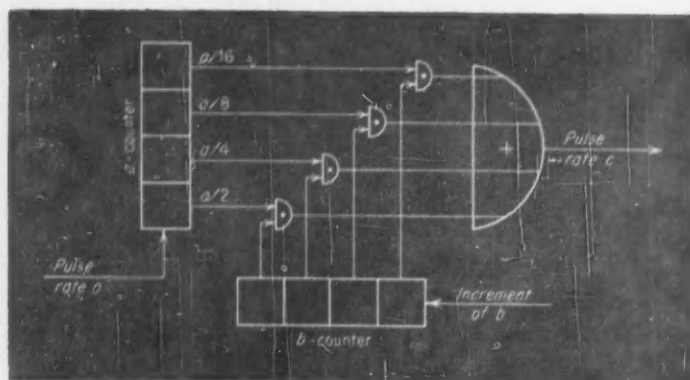 a/16
a/8
a/4
a/2
a-counter
Pulse
rate a
+
Pulse
rate c
Increment
of b
b-counter